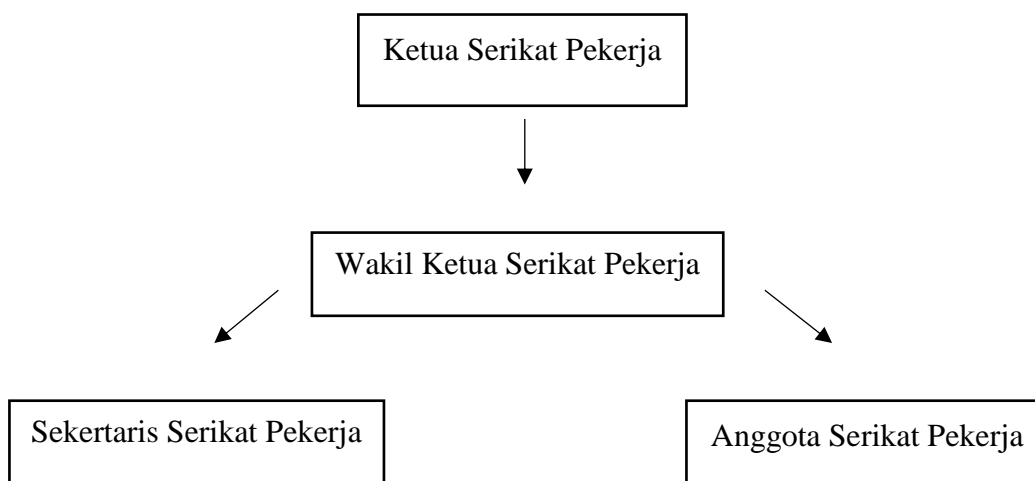 Ketua Serikat Pekerja
Wakil Ketua Serikat Pekerja
Sekertaris Serikat Pekerja
Anggota Serikat Pekerja